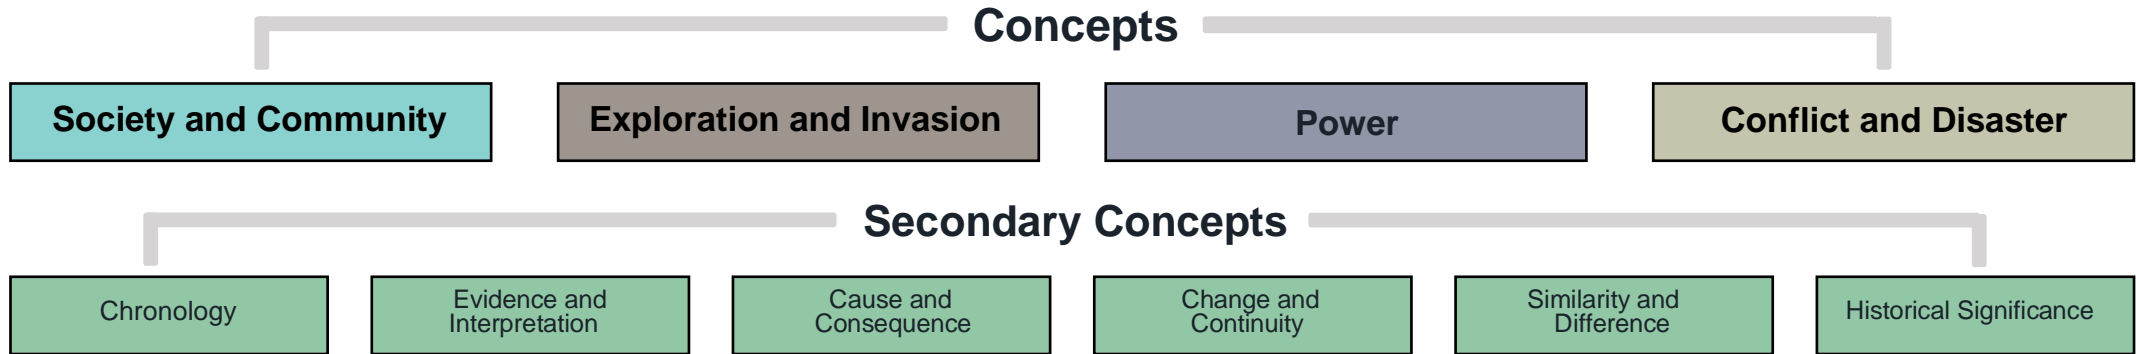 Concepts
Society and Community
Exploration and Invasion
Power
Conflict and Disaster
Secondary Concepts
Chronology
Evidence and
Interpretation
Cause and
Consequence
Change and
Continuity
Similarity and
Difference
Historical Significance